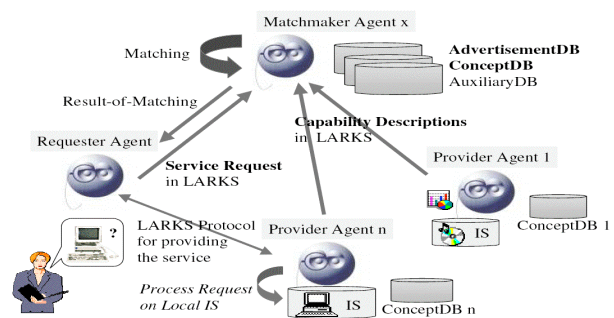 Matchmaker Agent x
Matching
AdvertisementDB
ConceptDB
AuxiliaryDB
Result-of-Matching
Capability Descriptions
in LARKS
Requester Agent
Service Request
in LARKS
Provider Agent 1
IS
ConceptDB 1
?
LARKS Protocol
for providing
the service
Provider Agent n
Process Request
on Local IS
IS
ConceptDB n